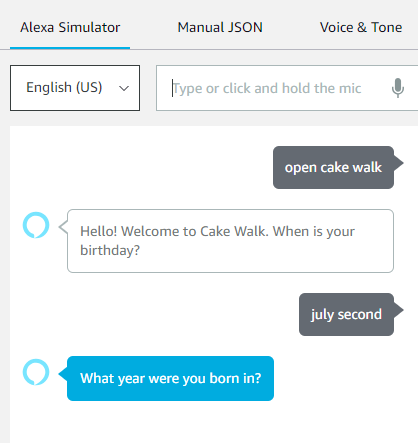 Alexa Simulator Manual JSON Voice & Tone
English (US) Type or click and hold the mic
open cake walk
Hello! Welcome to Cake Walk. When is your
birthday?
july second
What year were you born in?